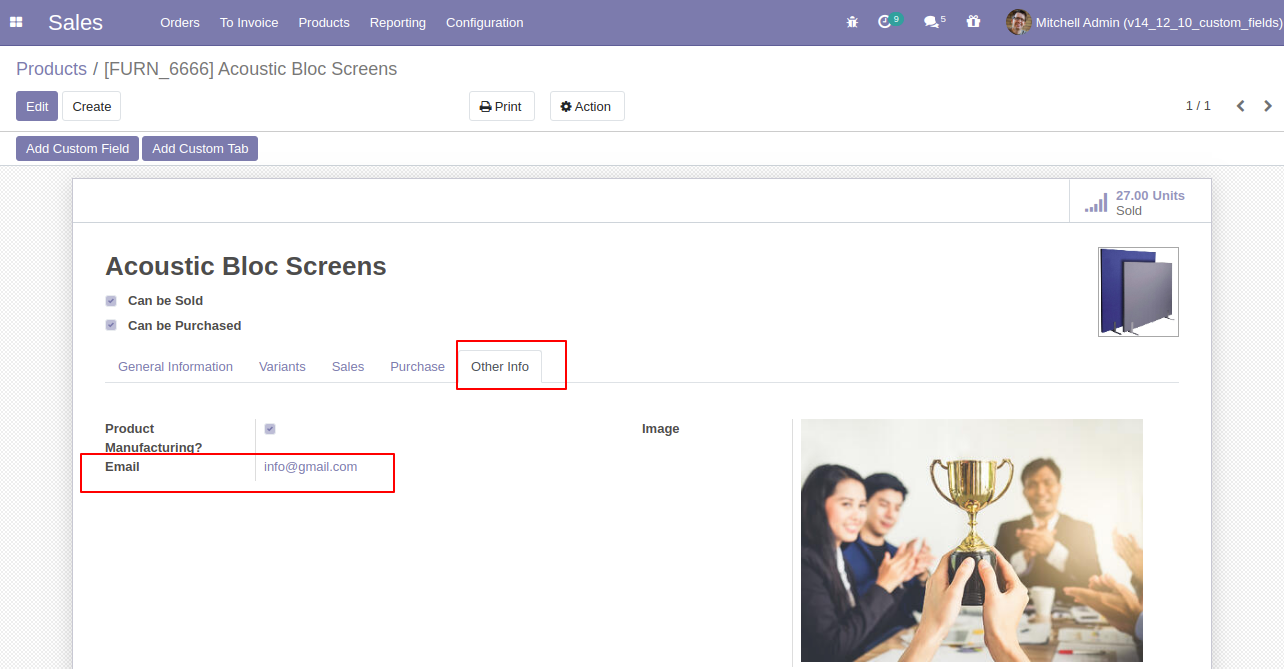 Sales
Orders To Invoice Products Reporting Configuration
9 5 Mitchell Admin (v14_12_10_custom_fields)
Products / [FURN_6666] Acoustic Bloc Screens
Edit Create Print Action 1 / 1
Add Custom Field Add Custom Tab
27.00 Units
Sold
Acoustic Bloc Screens
Can be Sold
Can be Purchased
General Information Variants Sales Purchase Other Info
Product
Manufacturing?
Email info@gmail.com
Image